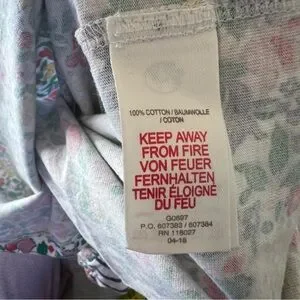 100% COTTON / BAUMWOLLE
/ COTON
KEEP AWAY
FROM FIRE
VON FEUER
FERNHALTEN
TENIR ÉLOIGNÉ
DU FEU
G0697
P.O. 607383 / 607384
RN 118027
04-18